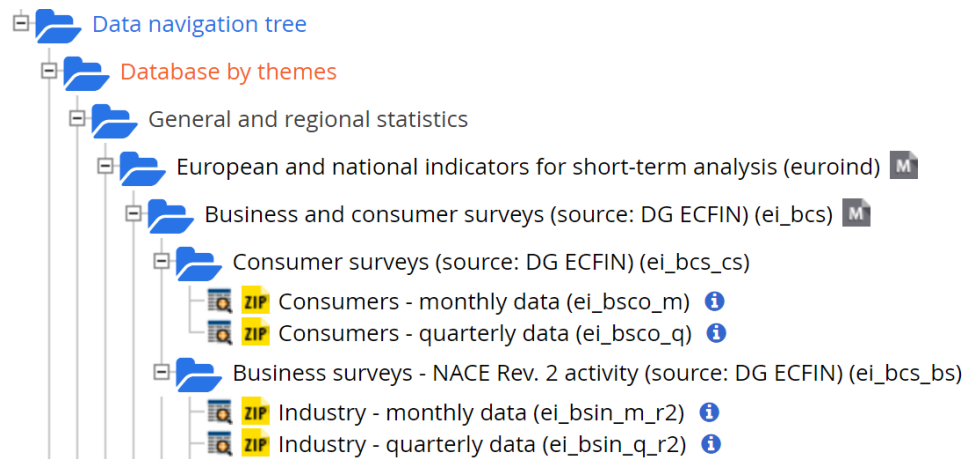 Data navigation tree
Database by themes
General and regional statistics
European and national indicators for short-term analysis (euroind) M
Business and consumer surveys (source: DG ECFIN) (ei_bcs) M
Consumer surveys (source: DG ECFIN) (ei_bcs_cs)
ZIP Consumers - monthly data (ei_bsco_m) i
ZIP Consumers - quarterly data (ei_bsco_q) i
Business surveys - NACE Rev. 2 activity (source: DG ECFIN) (ei_bcs_bs)
ZIP Industry - monthly data (ei_bsin_m_r2) i
ZIP Industry - quarterly data (ei_bsin_q_r2) i